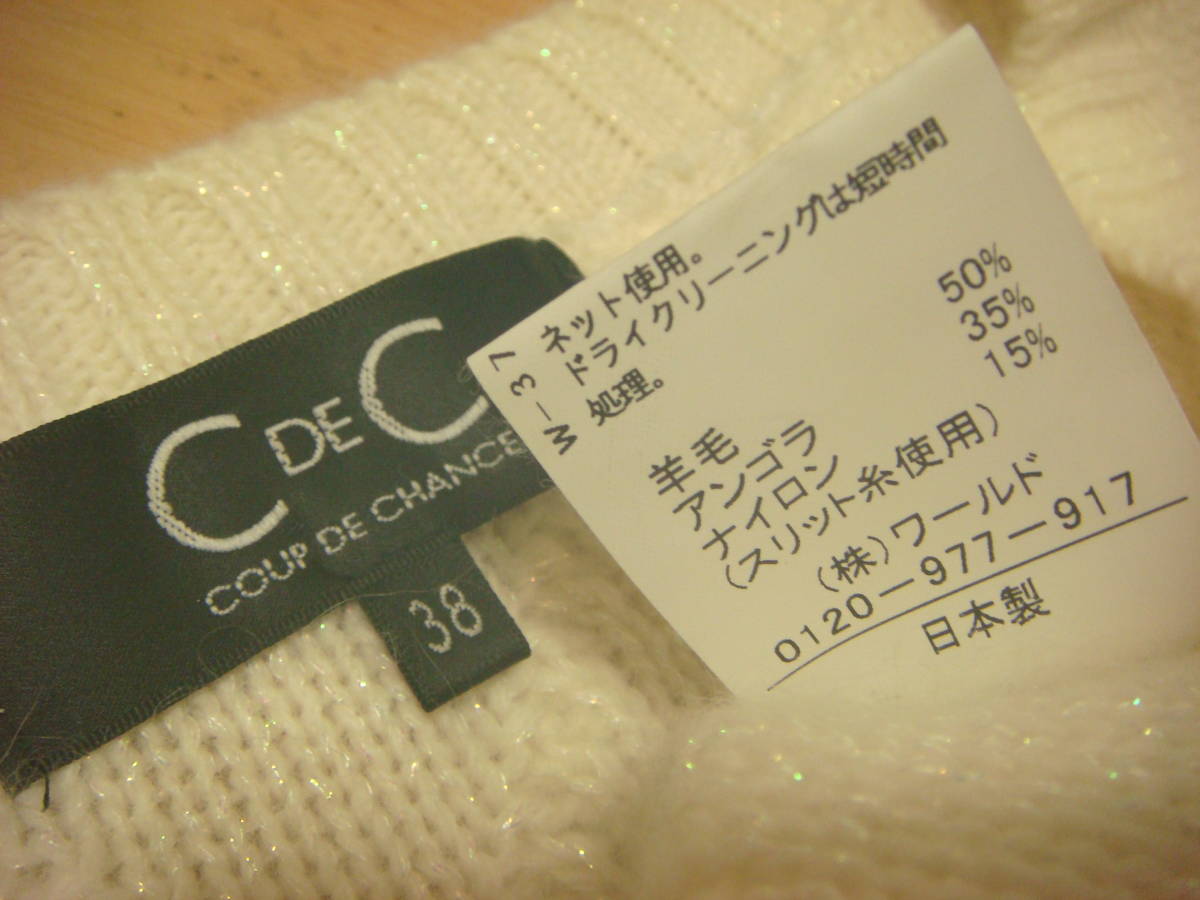 C DE C
COUP DE CHANCE
38
W-37
ネット使用。
ドライクリーニングは短時間
処理。
羊毛 50%
アンゴラ 35%
ナイロン 15%
(スリット糸使用)
(株)ワールド
0120-977-917
日本製